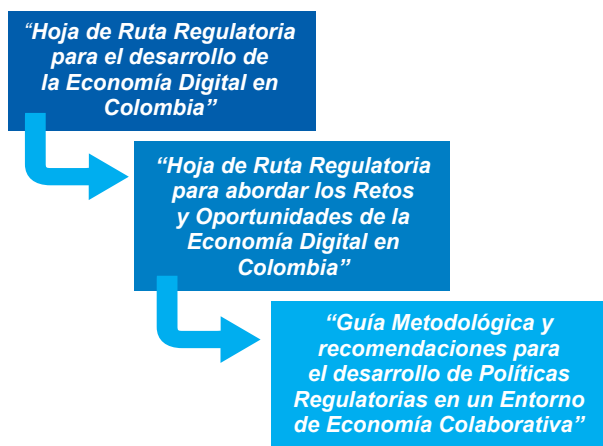 “Hoja de Ruta Regulatoria
para el desarrollo de
la Economía Digital en
Colombia”
“Hoja de Ruta Regulatoria
para abordar los Retos
y Oportunidades de la
Economía Digital en
Colombia”
“Guía Metodológica y
recomendaciones para
el desarrollo de Políticas
Regulatorias en un Entorno
de Economía Colaborativa”